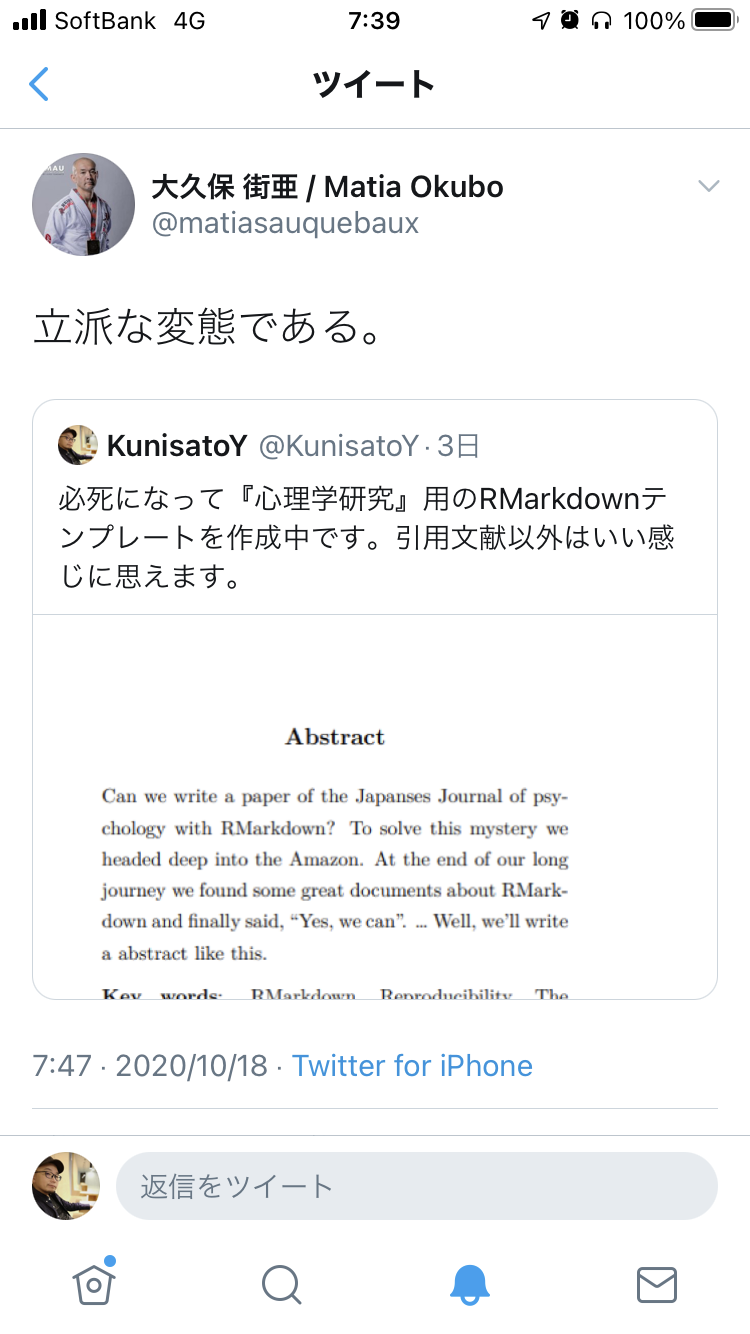 SoftBank 4G 7:39 100%
ツイート
MAU
大久保 街亜 / Matia Okubo
@matiasauquebaux
立派な変態である。
KunisatoY @KunisatoY · 3日
必死になって『心理学研究』用のRMarkdownテ
ンプレートを作成中です。引用文献以外はいい感
じに思えます。
Abstract
Can we write a paper of the Japanses Journal of psy-
chology with RMarkdown? To solve this mystery we
headed deep into the Amazon. At the end of our long
journey we found some great documents about RMark-
down and finally said, “Yes, we can”. ... Well, we’ll write
a abstract like this.
Key words: RMarkdown Reproducibility The
7:47 · 2020/10/18 · Twitter for iPhone
返信をツイート